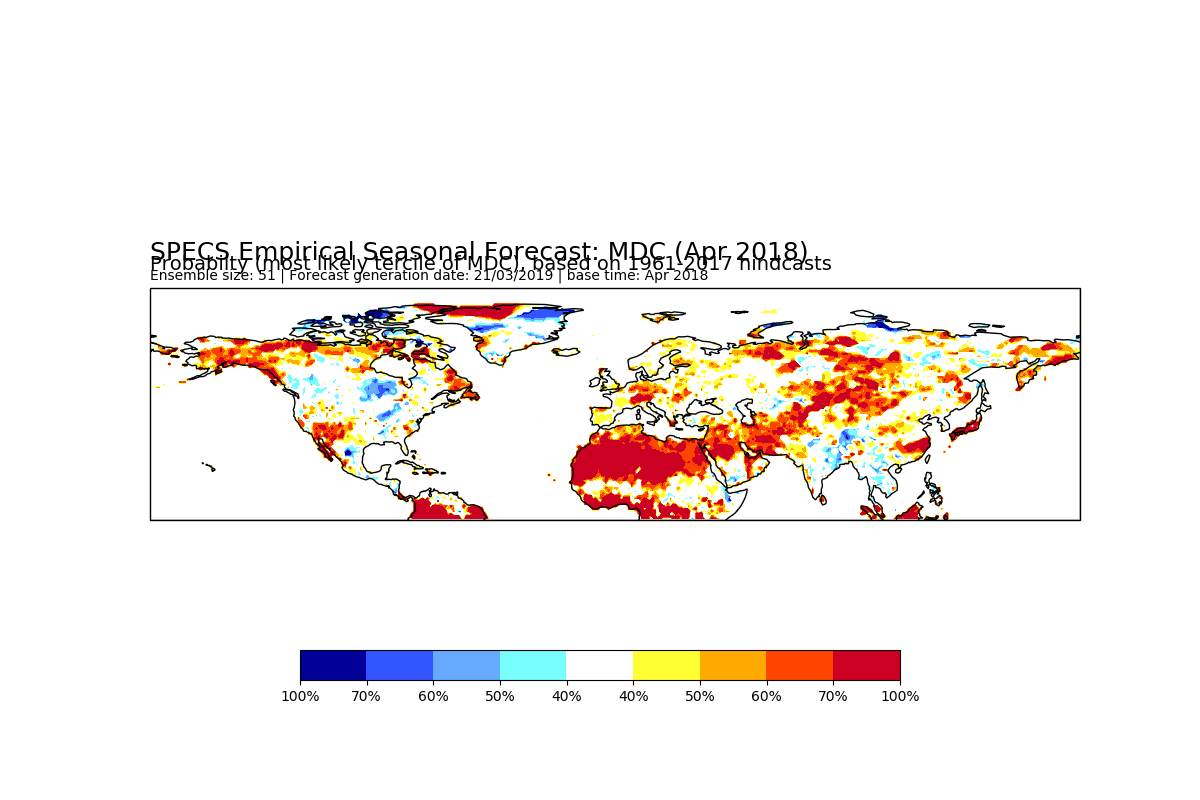 SPECS Empirical Seasonal Forecast: MDC (Apr 2018)
Probabilty (most likely tercile of MDC), based on 1961-2017 hindcasts
Ensemble size: 51 | Forecast generation date: 21/03/2019 | base time: Apr 2018
100% 70% 60% 50% 40% 40% 50% 60% 70% 100%